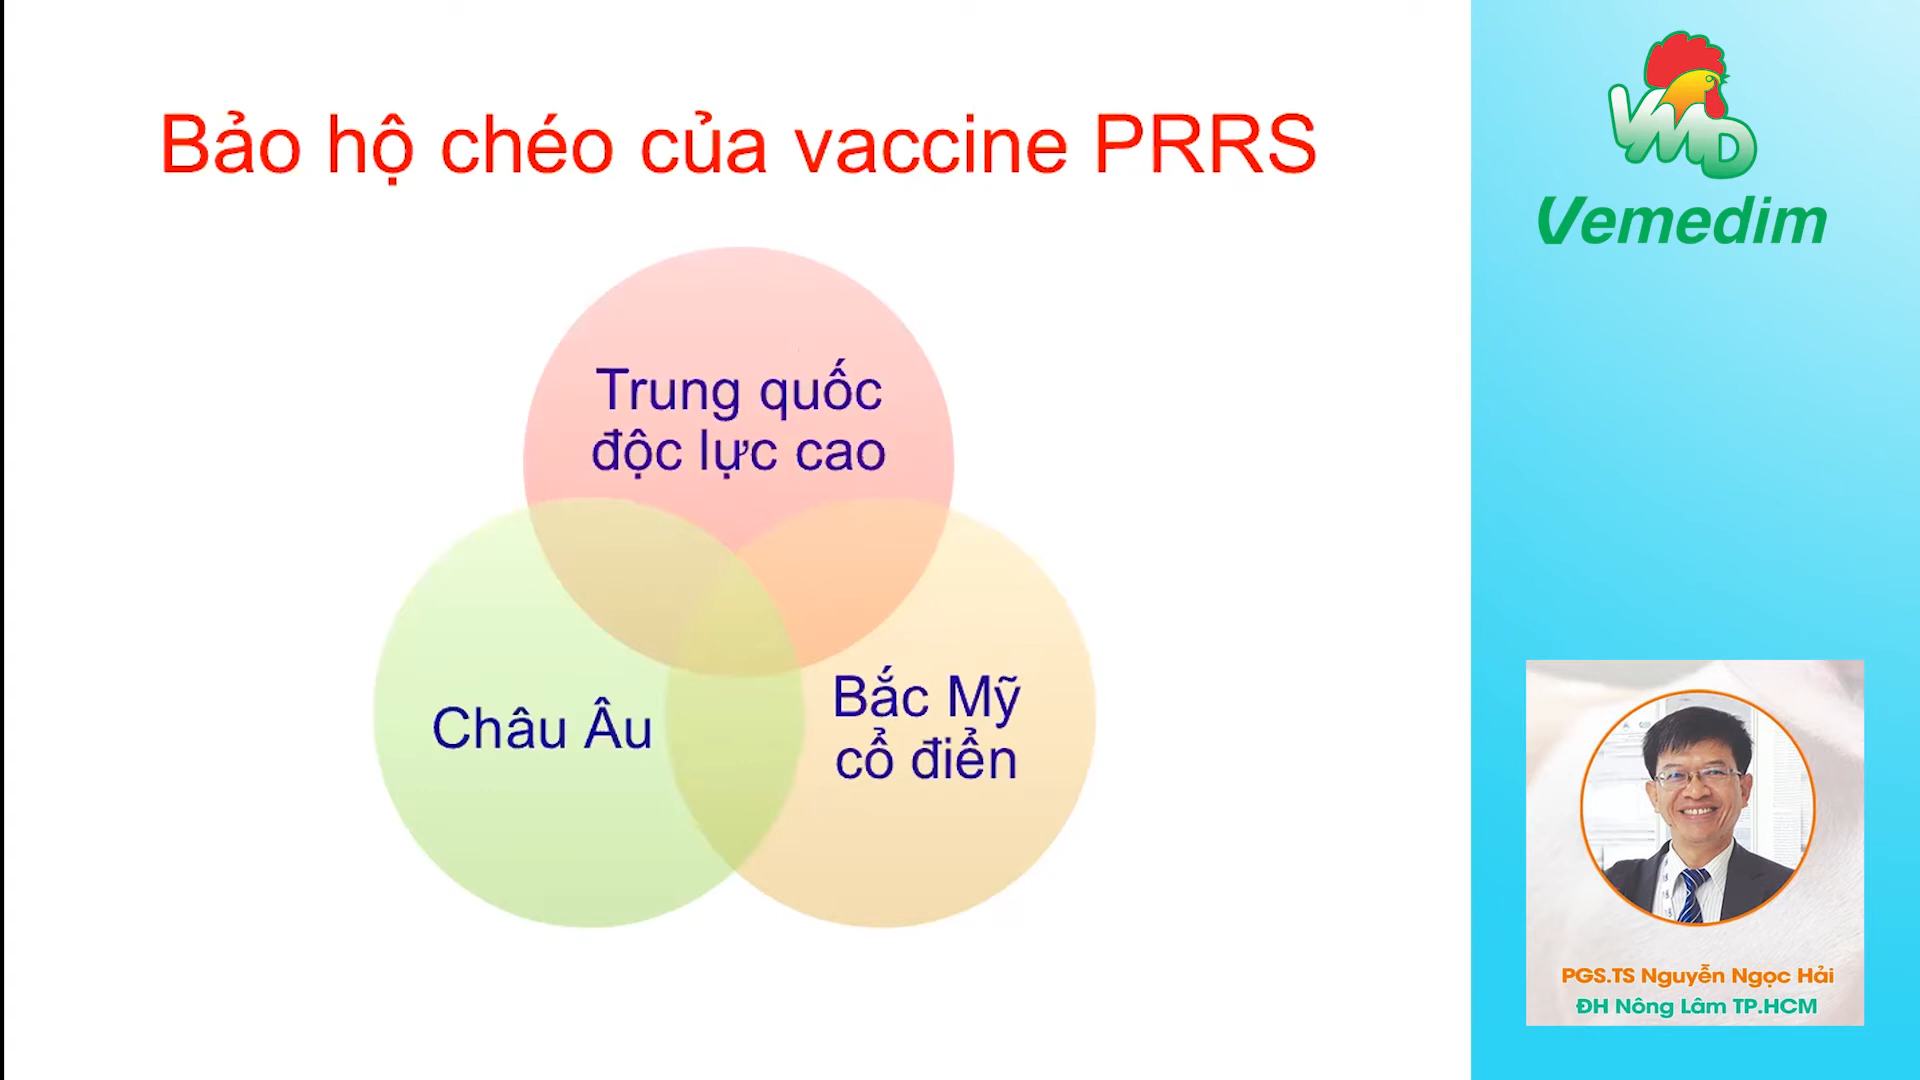 Bảo hộ chéo của vaccine PRRS
Trung quốc
độc lực cao
Châu Âu
Bắc Mỹ
cổ điển
VMD
Vemedim
PGS.TS Nguyễn Ngọc Hải
ĐH Nông Lâm TP.HCM